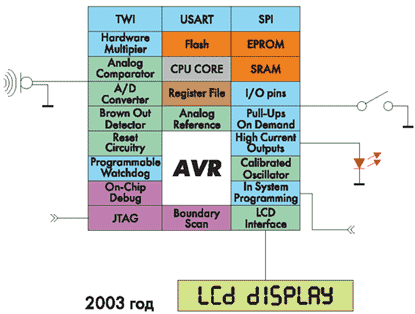 TWI USART SPI
Hardware Flash EPROM
Multipier
Analog CPU CORE SRAM
Comparator
A/D Register File I/O pins
Converter
Brown Out Analog Pull-Ups
Detector Reference On Demand
Reset High Current
Circuitry Outputs
AVR
Programmable Calibrated
Watchdog Oscillator
On-Chip In System
Debug Programming
JTAG Boundary LCD
Scan Interface
2003 год
LCd dISPLAY